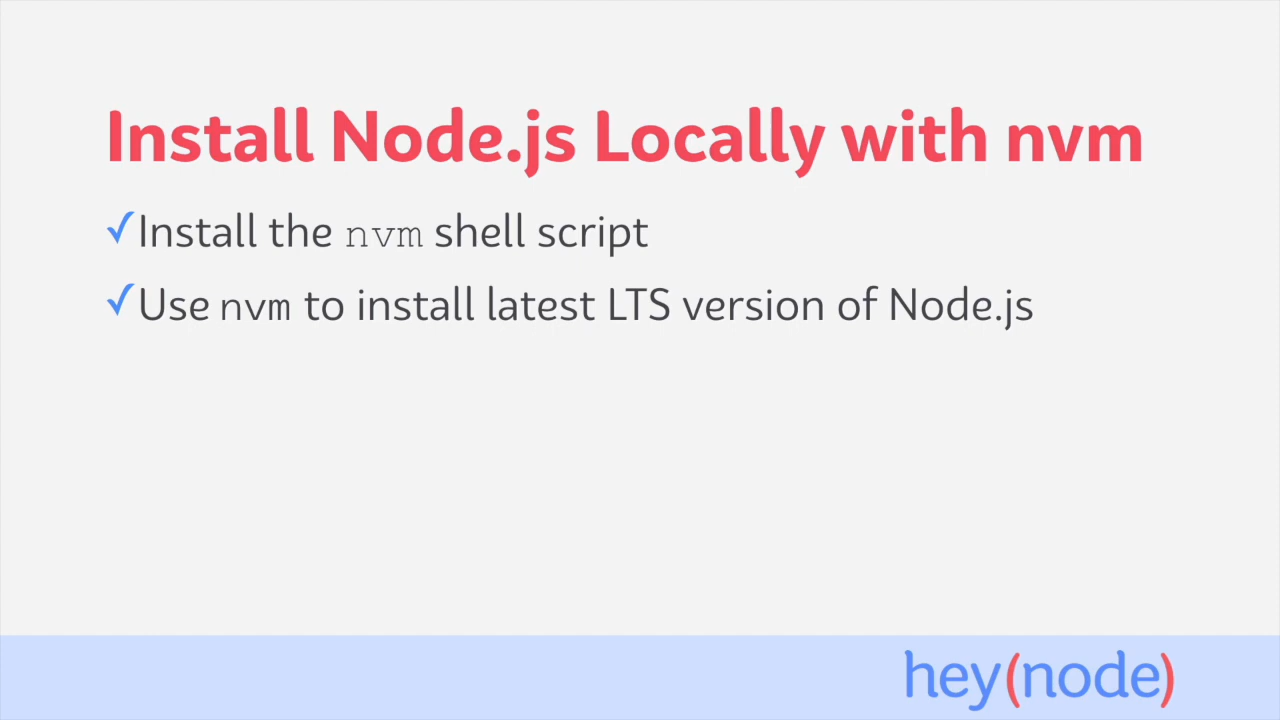 Install Node.js Locally with nvm
✓Install the nvm shell script
✓Use nvm to install latest LTS version of Node.js
hey(node)